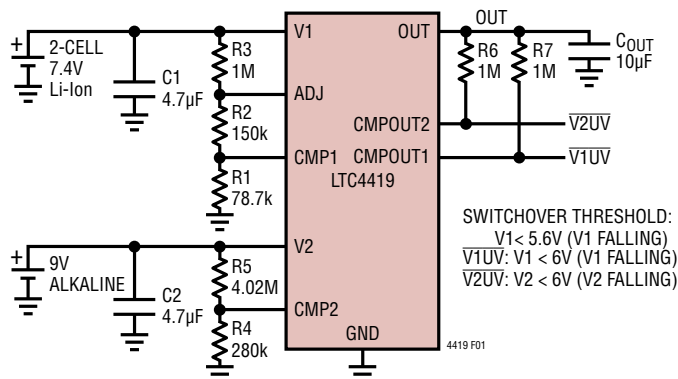 +
2-CELL
7.4V
Li-Ion
C1
4.7µF
R3
1M
R2
150k
R1
78.7k
V1
ADJ
CMP1
OUT
CMPOUT2
CMPOUT1
LTC4419
OUT
R6
1M
R7
1M
COUT
10µF
V2UV
V1UV
SWITCHOVER THRESHOLD:
V1< 5.6V (V1 FALLING)
V1UV: V1 < 6V (V1 FALLING)
V2UV: V2 < 6V (V2 FALLING)
+
9V
ALKALINE
C2
4.7µF
R5
4.02M
R4
280k
V2
CMP2
GND
4419 F01